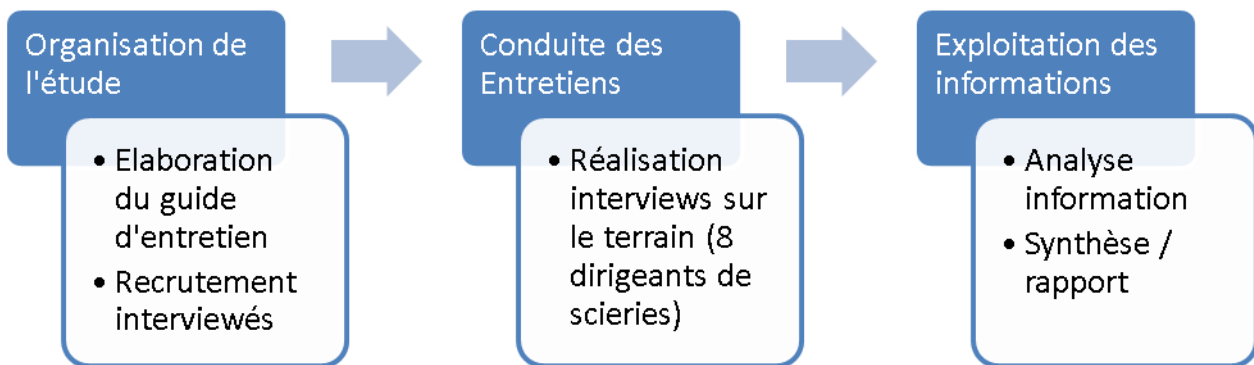 Organisation de
l'étude
• Elaboration
du guide
d'entretien
• Recrutement
interviewés
Conduite des
Entretiens
• Réalisation
interviews sur
le terrain (8
dirigeants de
scieries)
Exploitation des
informations
• Analyse
information
• Synthèse /
rapport